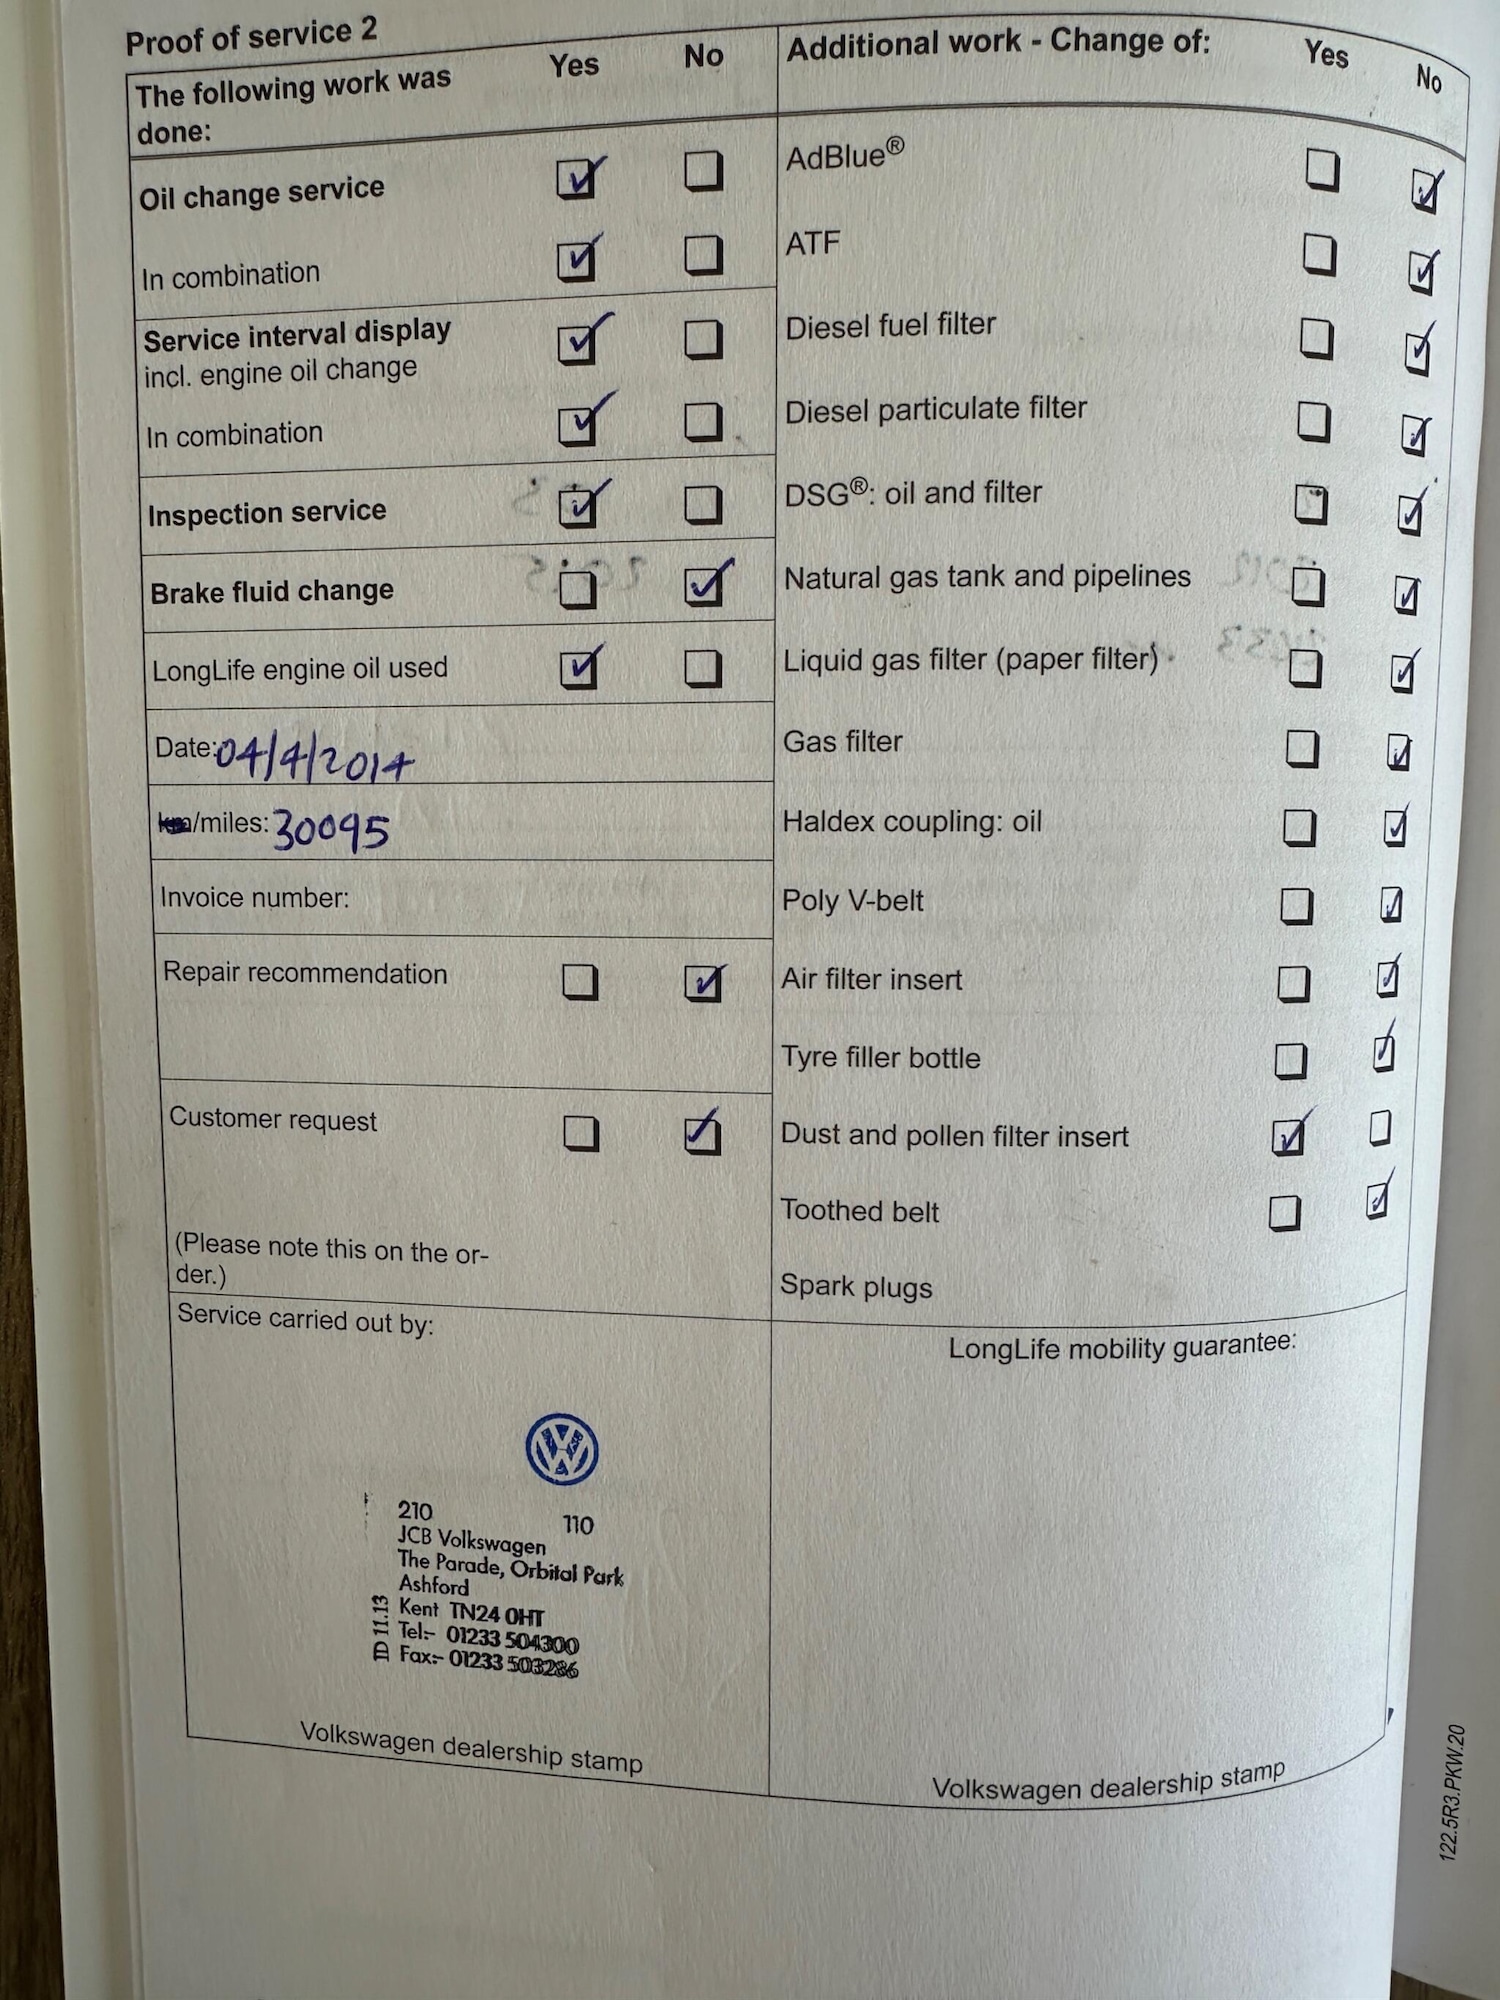 Proof of service 2
The following work was
done:
Yes No
Oil change service
In combination
Service interval display
incl. engine oil change
In combination
Inspection service
Brake fluid change
LongLife engine oil used
Date: 04/4/2014
km/miles: 30095
Invoice number:
Repair recommendation
Customer request
(Please note this on the or-
der.)
Service carried out by:
210 110
JCB Volkswagen
The Parade, Orbital Park
Ashford
Kent TN24 0HT
Tel:- 01233 504300
Fax:- 01233 503286
TD 11.13
Volkswagen dealership stamp
Additional work - Change of: Yes No
AdBlue®
ATF
Diesel fuel filter
Diesel particulate filter
DSG®: oil and filter
Natural gas tank and pipelines
Liquid gas filter (paper filter)
Gas filter
Haldex coupling: oil
Poly V-belt
Air filter insert
Tyre filler bottle
Dust and pollen filter insert
Toothed belt
Spark plugs
LongLife mobility guarantee:
Volkswagen dealership stamp
122.5R3.PKW.20